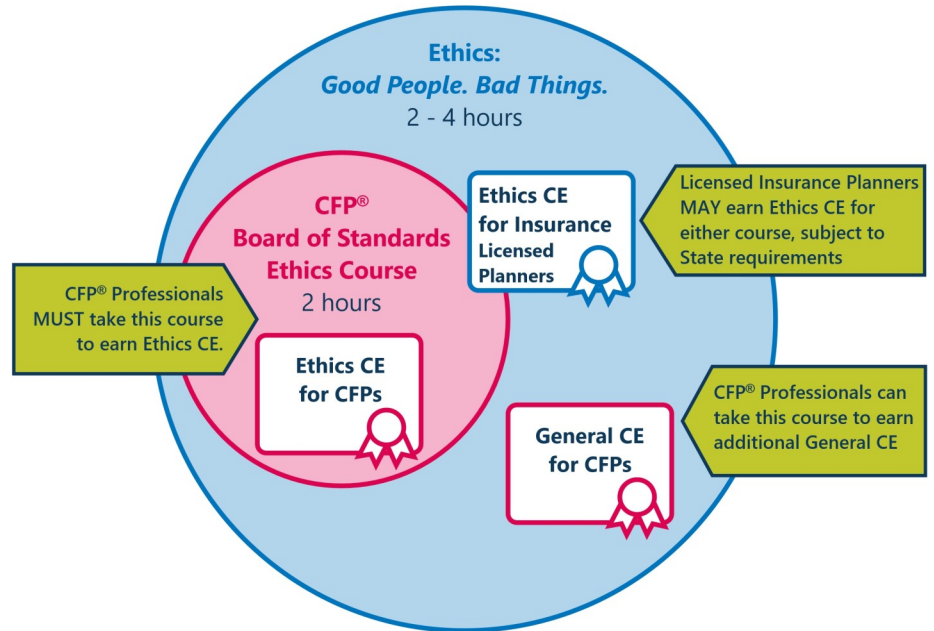 Ethics:
Good People. Bad Things.
2 - 4 hours
CFP®
Board of Standards
Ethics Course
2 hours
Ethics CE
for Insurance
Licensed
Planners
Licensed Insurance Planners
MAY earn Ethics CE for
either course, subject to
State requirements
CFP® Professionals
MUST take this course
to earn Ethics CE.
Ethics CE
for CFPs
General CE
for CFPs
CFP® Professionals can
take this course to earn
additional General CE